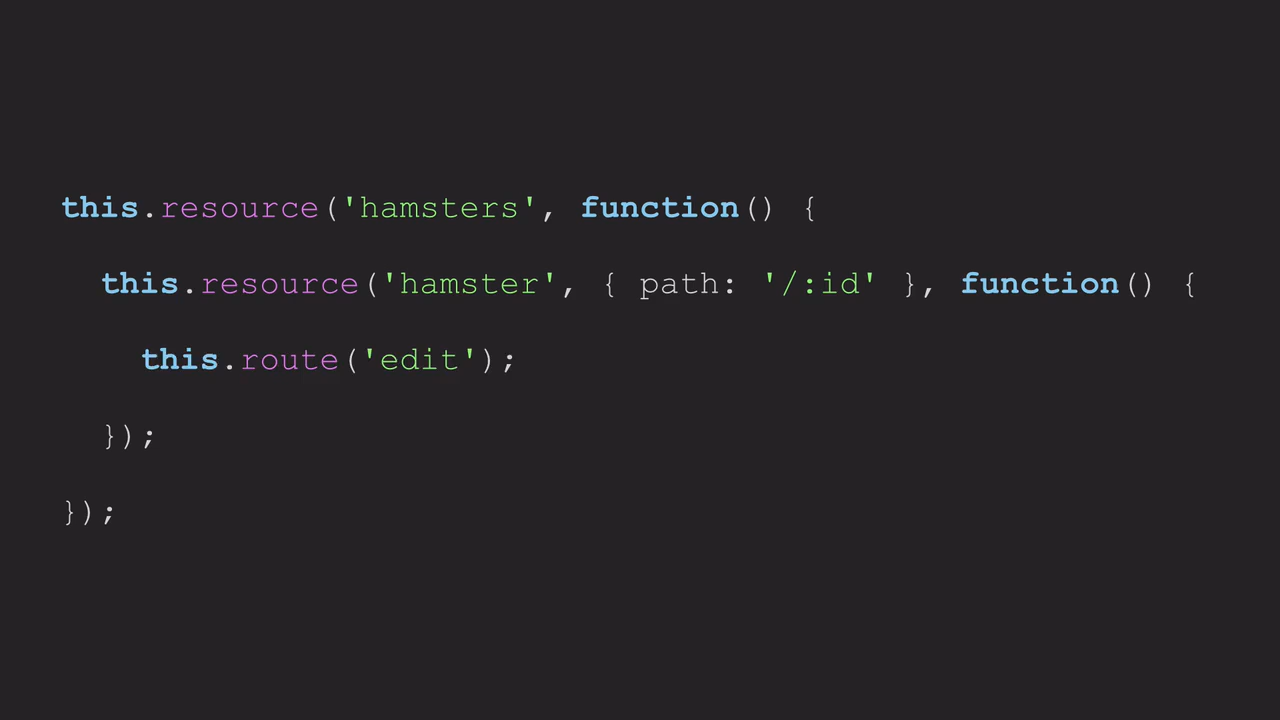 this.resource('hamsters', function() {
  this.resource('hamster', { path: '/:id' }, function() {
    this.route('edit');
  });
});